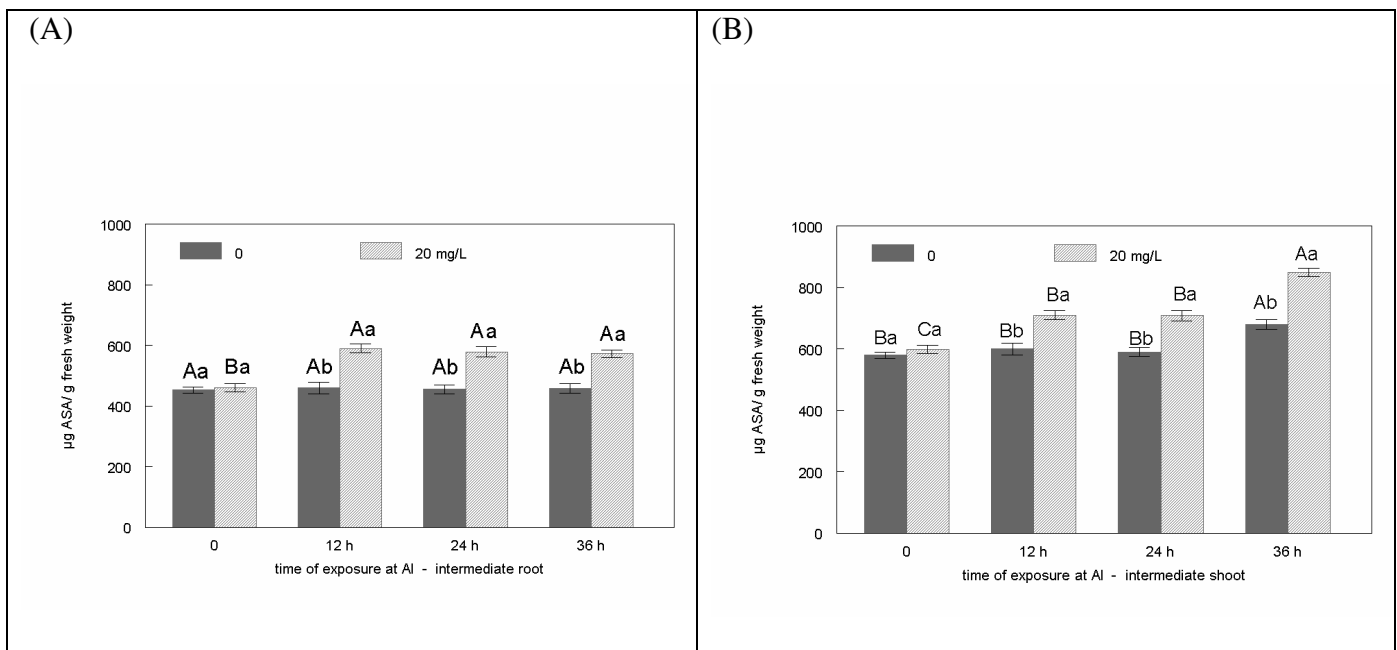 (A)
1000
800
600
400
200
0
µg ASA/ g fresh weight
0
20 mg/L
Aa
Ba
Ab
Aa
Ab
Aa
Ab
Aa
0
12 h
24 h
36 h
time of exposure at Al - intermediate root
(B)
1000
800
600
400
200
0
µg ASA/ g fresh weight
0
20 mg/L
Ba
Ca
Bb
Ba
Bb
Ba
Ab
Aa
0
12 h
24 h
36 h
time of exposure at Al - intermediate shoot